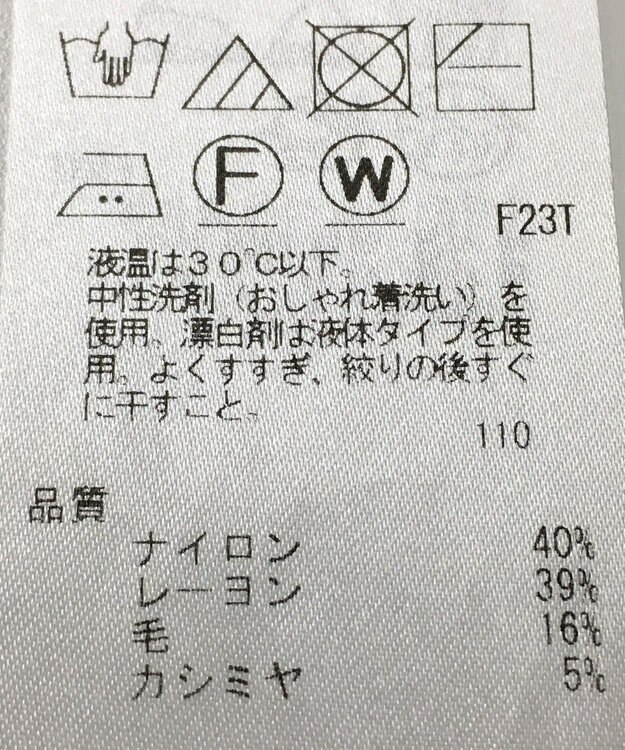 F W
F23T
液温は30℃以下。
中性洗剤（おしゃれ着洗い）を
使用、漂白剤は液体タイプを使
用。よくすすぎ、絞りの後すぐ
に干すこと。
110
品質
ナイロン 40%
レーヨン 39%
毛 16%
カシミヤ 5%